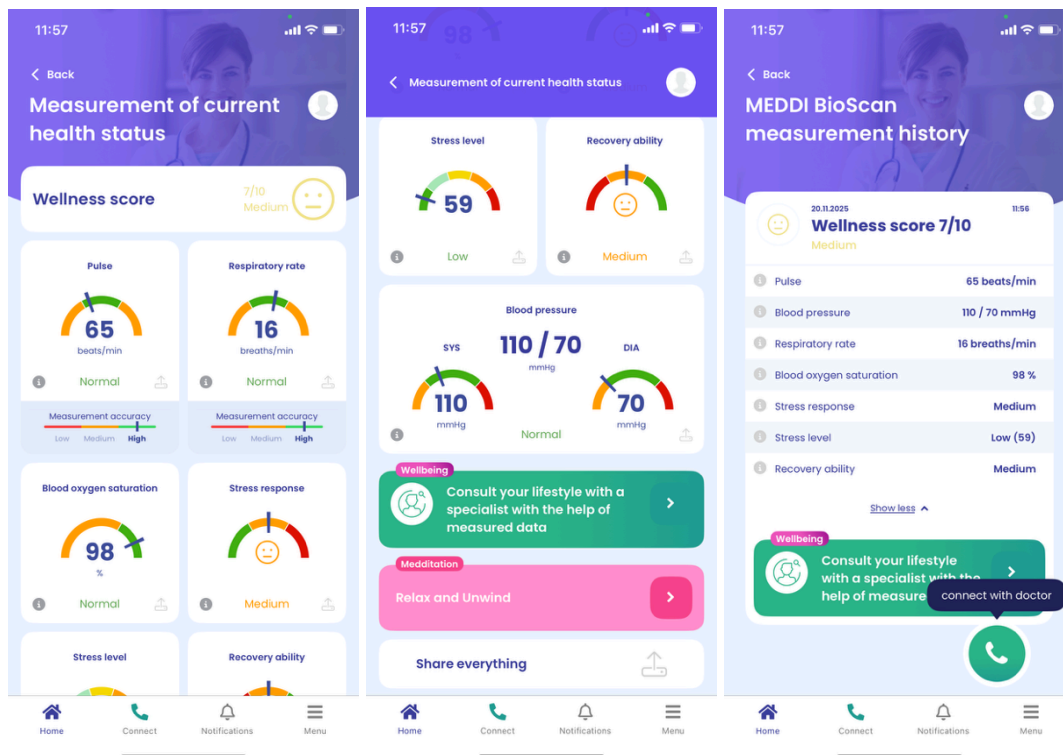 11:57
Back
Measurement of current
health status
Wellness score
7/10
Medium
Pulse
65
beats/min
Normal
Respiratory rate
16
breaths/min
Normal
Measurement accuracy
Low Medium High
Measurement accuracy
Low Medium High
Blood oxygen saturation
98
%
Normal
Stress response
Medium
Stress level
Recovery ability
Home Connect Notifications Menu
11:57
98
Measurement of current health status
Stress level
59
Low
Recovery ability
Medium
Blood pressure
SYS
110 / 70
mmHg
DIA
110
mmHg
70
mmHg
Normal
Wellbeing
Consult your lifestyle with a
specialist with the help of
measured data
Medditation
Relax and Unwind
Share everything
Home Connect Notifications Menu
11:57
Back
MEDDI BioScan
measurement history
20.11.2025
11:56
Wellness score 7/10
Medium
Pulse 65 beats/min
Blood pressure 110 / 70 mmHg
Respiratory rate 16 breaths/min
Blood oxygen saturation 98 %
Stress response Medium
Stress level Low (59)
Recovery ability Medium
Show less
Wellbeing
Consult your lifestyle
with a specialist with the
help of measure
connect with doctor
Home Connect Notifications Menu